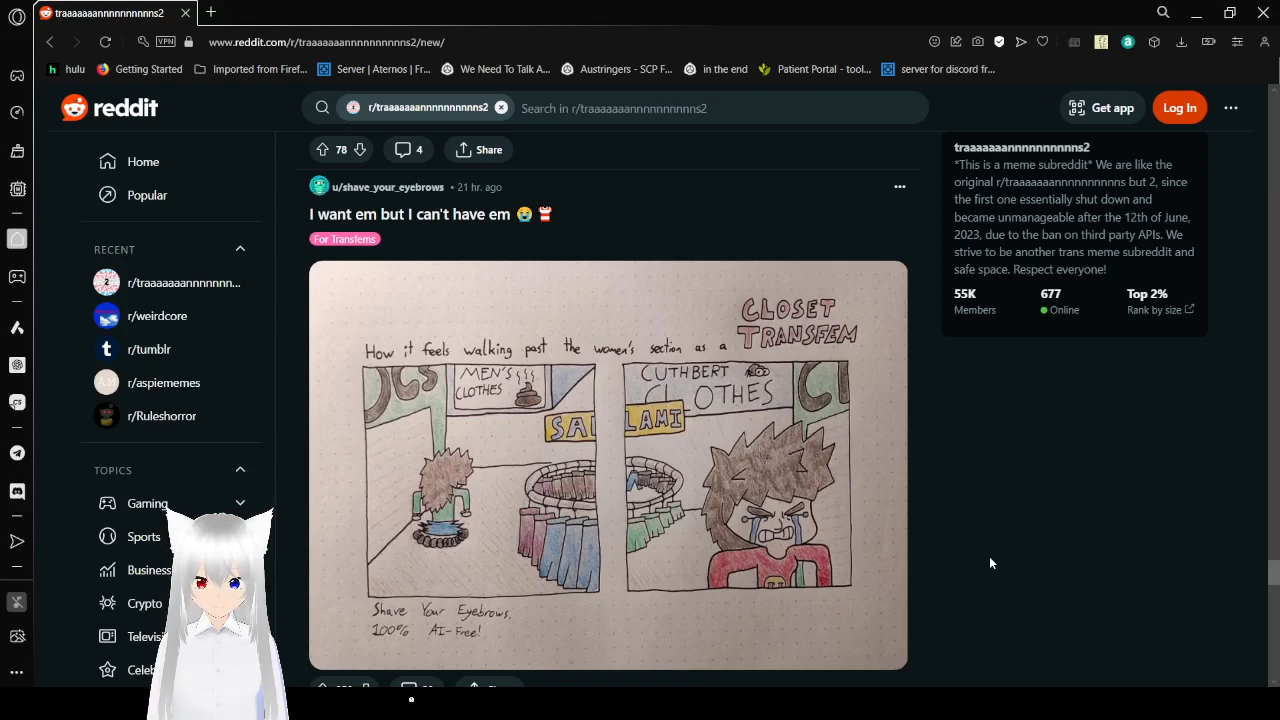 traaaaaaannnnnnnnnns2
VPN
www.reddit.com/r/traaaaaaannnnnnnnnns2/new/
hulu
Getting Started
Imported from Firef...
Server | Aternos | Fr...
We Need To Talk A...
Austringers - SCP F...
in the end
Patient Portal - tool...
server for discord fr...
reddit
r/traaaaaaannnnnnnnnns2
Search in r/traaaaaaannnnnnnnnns2
Get app
Log In
Home
Popular
RECENT
r/traaaaaaannnnnnn...
r/weirdcore
r/tumblr
r/aspiememes
r/Ruleshorror
TOPICS
Gaming
Sports
Business
Crypto
Televisi
Celeb
78
4
Share
u/shave_your_eyebrows • 21 hr. ago
I want em but I can't have em 😭
For Transfems
How it feels walking past the women's section as a
CLOSET
TRANSFEM
MEN'S
CLOTHES
SA
LAMI
CUTHBERT
CLOTHES
Shave Your Eyebrows,
100% AI-Free!
traaaaaaannnnnnnnnns2
*This is a meme subreddit* We are like the
original r/traaaaaaannnnnnnnnns but 2, since
the first one essentially shut down and
became unmanageable after the 12th of June,
2023, due to the ban on third party APIs. We
strive to be another trans meme subreddit and
safe space. Respect everyone!
55K
Members
677
Online
Top 2%
Rank by size